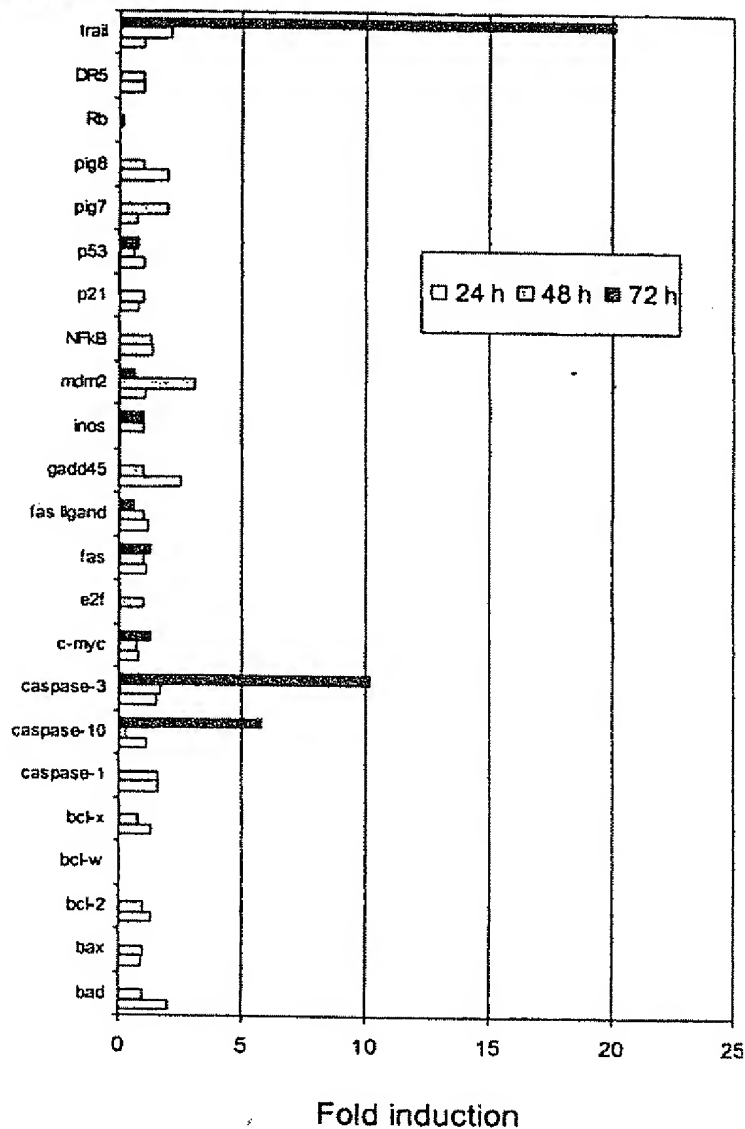 trail
DR5
Rb
pig8
pig7
p53
p21
NFkB
mdm2
inos
gadd45
fas ligand
fas
e2f
c-myc
caspase-3
caspase-10
caspase-1
bcl-x
bcl-w
bcl-2
bax
bad
24 h 48 h 72 h
0 5 10 15 20 25
Fold induction